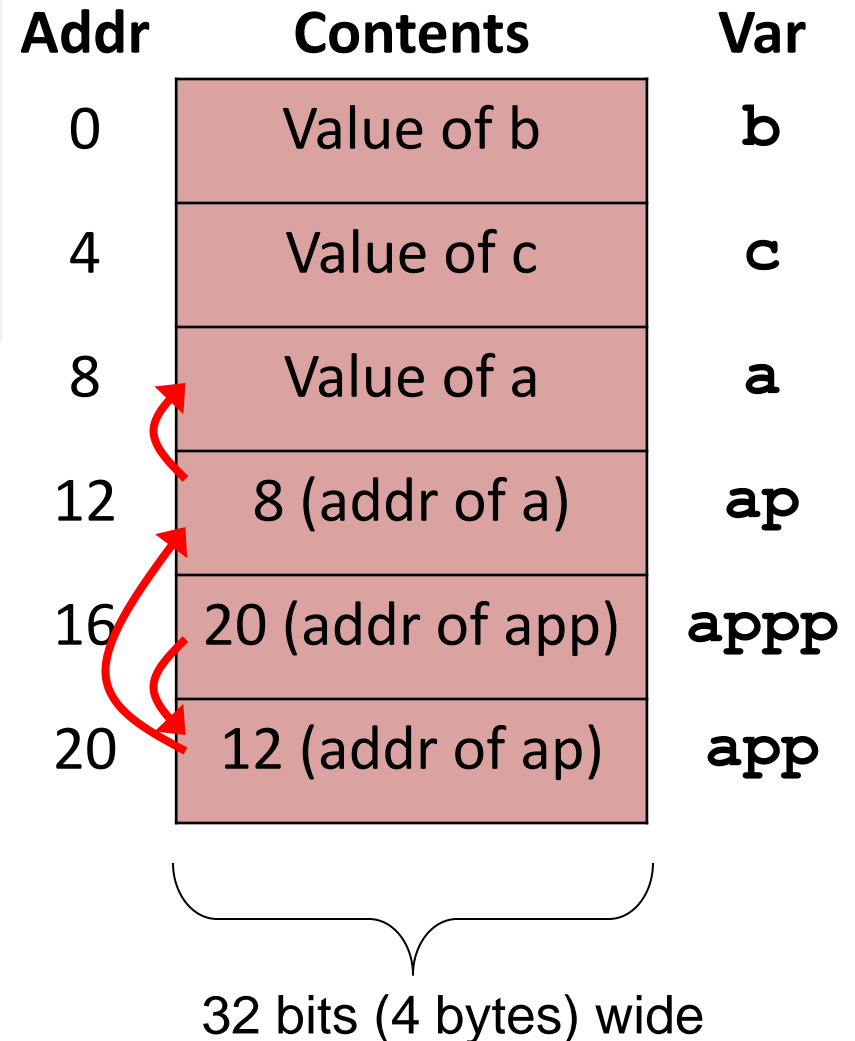 Addr Contents Var
0 Value of b b
4 Value of c c
8 Value of a a
12 8 (addr of a) ap
16 20 (addr of app) appp
20 12 (addr of ap) app
32 bits (4 bytes) wide